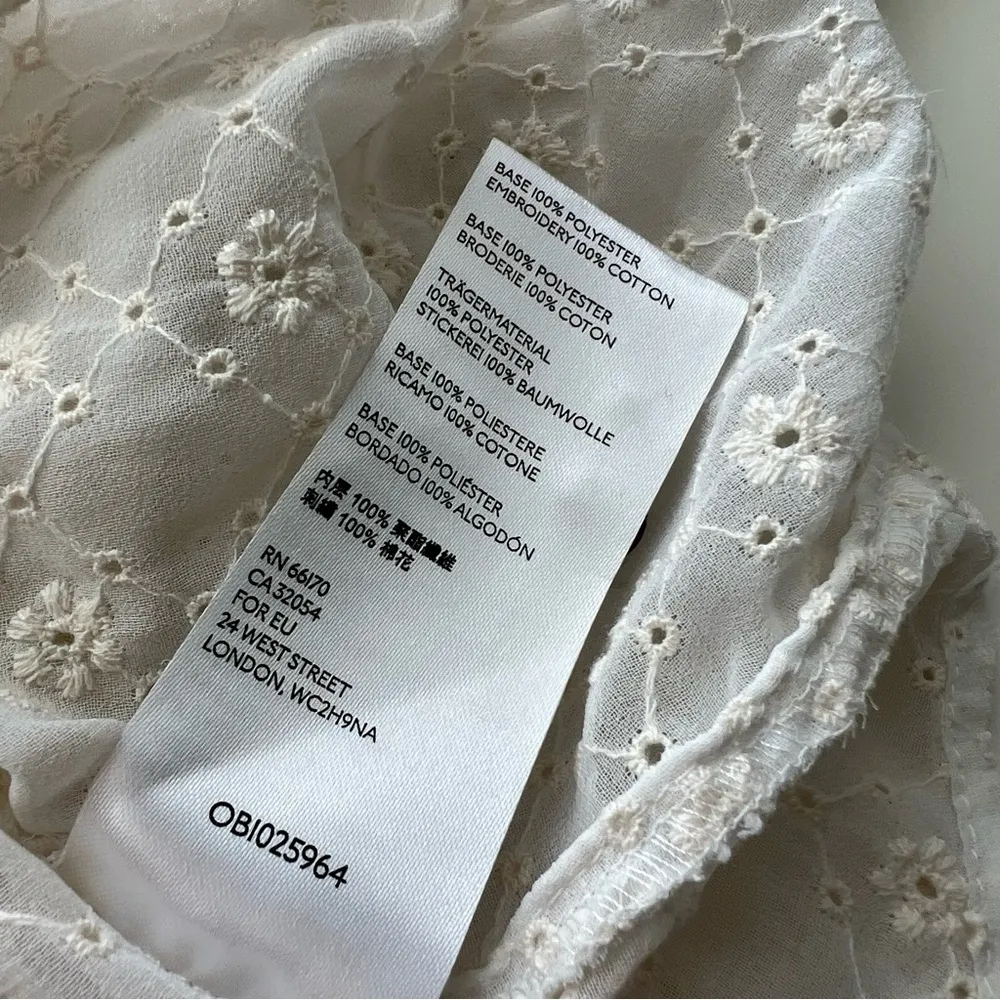 BASE 100% POLYESTER
EMBROIDERY 100% COTTON
BASE 100% POLYESTER
BRODERIE 100% COTON
TRÄGERMATERIAL
100% POLYESTER
STICKEREI 100% BAUMWOLLE
BASE 100% POLIESTERE
RICAMO 100% COTONE
BASE 100% POLIÉSTER
BORDADO 100% ALGODÓN
內層 100% 聚酯纖維
刺繡 100% 棉花
RN 66170
CA 32054
FOR EU
24 WEST STREET
LONDON, WC2H9NA
OB1025964